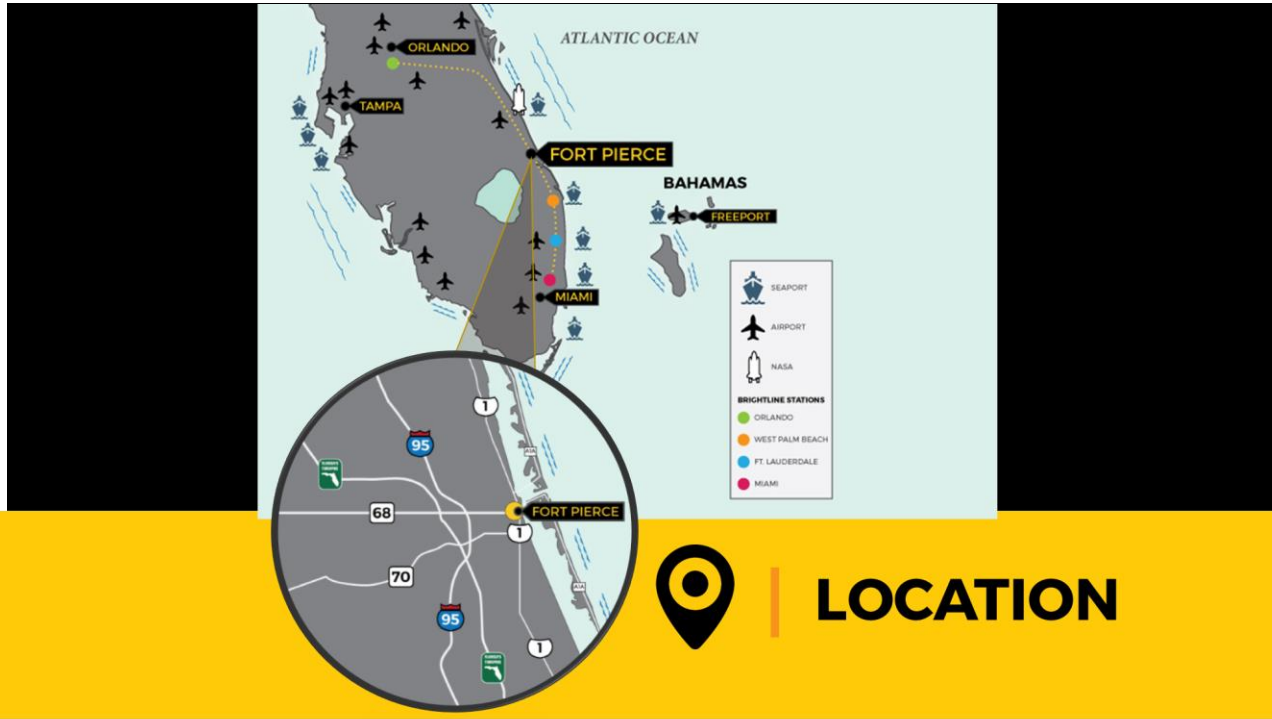 ATLANTIC OCEAN
ORLANDO
TAMPA
FORT PIERCE
BAHAMAS
FREEPORT
MIAMI
SEAPORT
AIRPORT
NASA
BRIGHTLINE STATIONS
ORLANDO
WEST PALM BEACH
FT. LAUDERDALE
MIAMI
1
95
A1A
68
FORT PIERCE
1
70
A1A
95
1
LOCATION